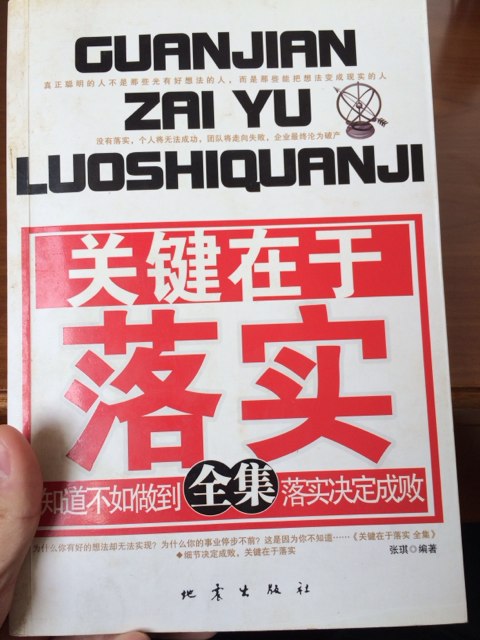 GUANJIAN
真正聪明的人不是那些光有好想法的人，而是那些能把想法变成现实的人
ZAI YU
没有落实，个人将无法成功，团队将走向失败，企业最终沦为破产
LUOSHIQUANJI
关键在于
落实
知道不如做到 全集 落实决定成败
为什么你有好的想法却无法实现？为什么你的事业停步不前？这是因为你不知道……《关键在于落实 全集》
◆细节决定成败，关键在于落实
张琪◎编著
地震出版社